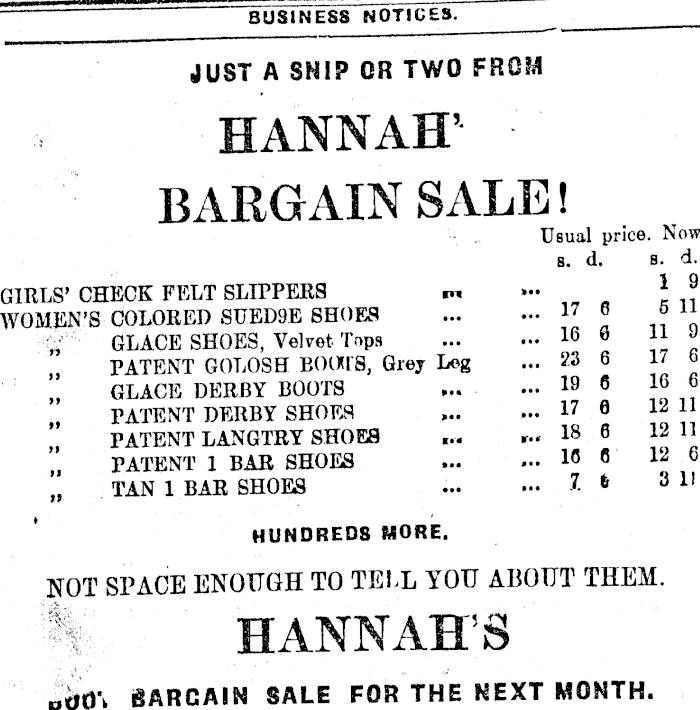 BUSINESS NOTICES.
JUST A SNIP OR TWO FROM
HANNAH'
BARGAIN SALE!
Usual price. Now
s. d. s. d.
GIRLS' CHECK FELT SLIPPERS ... ... 1 9
WOMEN'S COLORED SUED9E SHOES ... ... 17 6 5 11
„ GLACE SHOES, Velvet Tops ... ... 16 6 11 9
„ PATENT GOLOSH BOOTS, Grey Leg ... 23 6 17 6
„ GLACE DERBY BOOTS ... ... 19 6 16 6
„ PATENT DERBY SHOES ... ... 17 6 12 11
„ PATENT LANGTRY SHOES ... ... 18 6 12 11
„ PATENT 1 BAR SHOES ... ... 16 6 12 6
„ TAN 1 BAR SHOES ... ... 7 6 3 11
HUNDREDS MORE.
NOT SPACE ENOUGH TO TELL YOU ABOUT THEM.
HANNAH'S
BARGAIN SALE FOR THE NEXT MONTH.